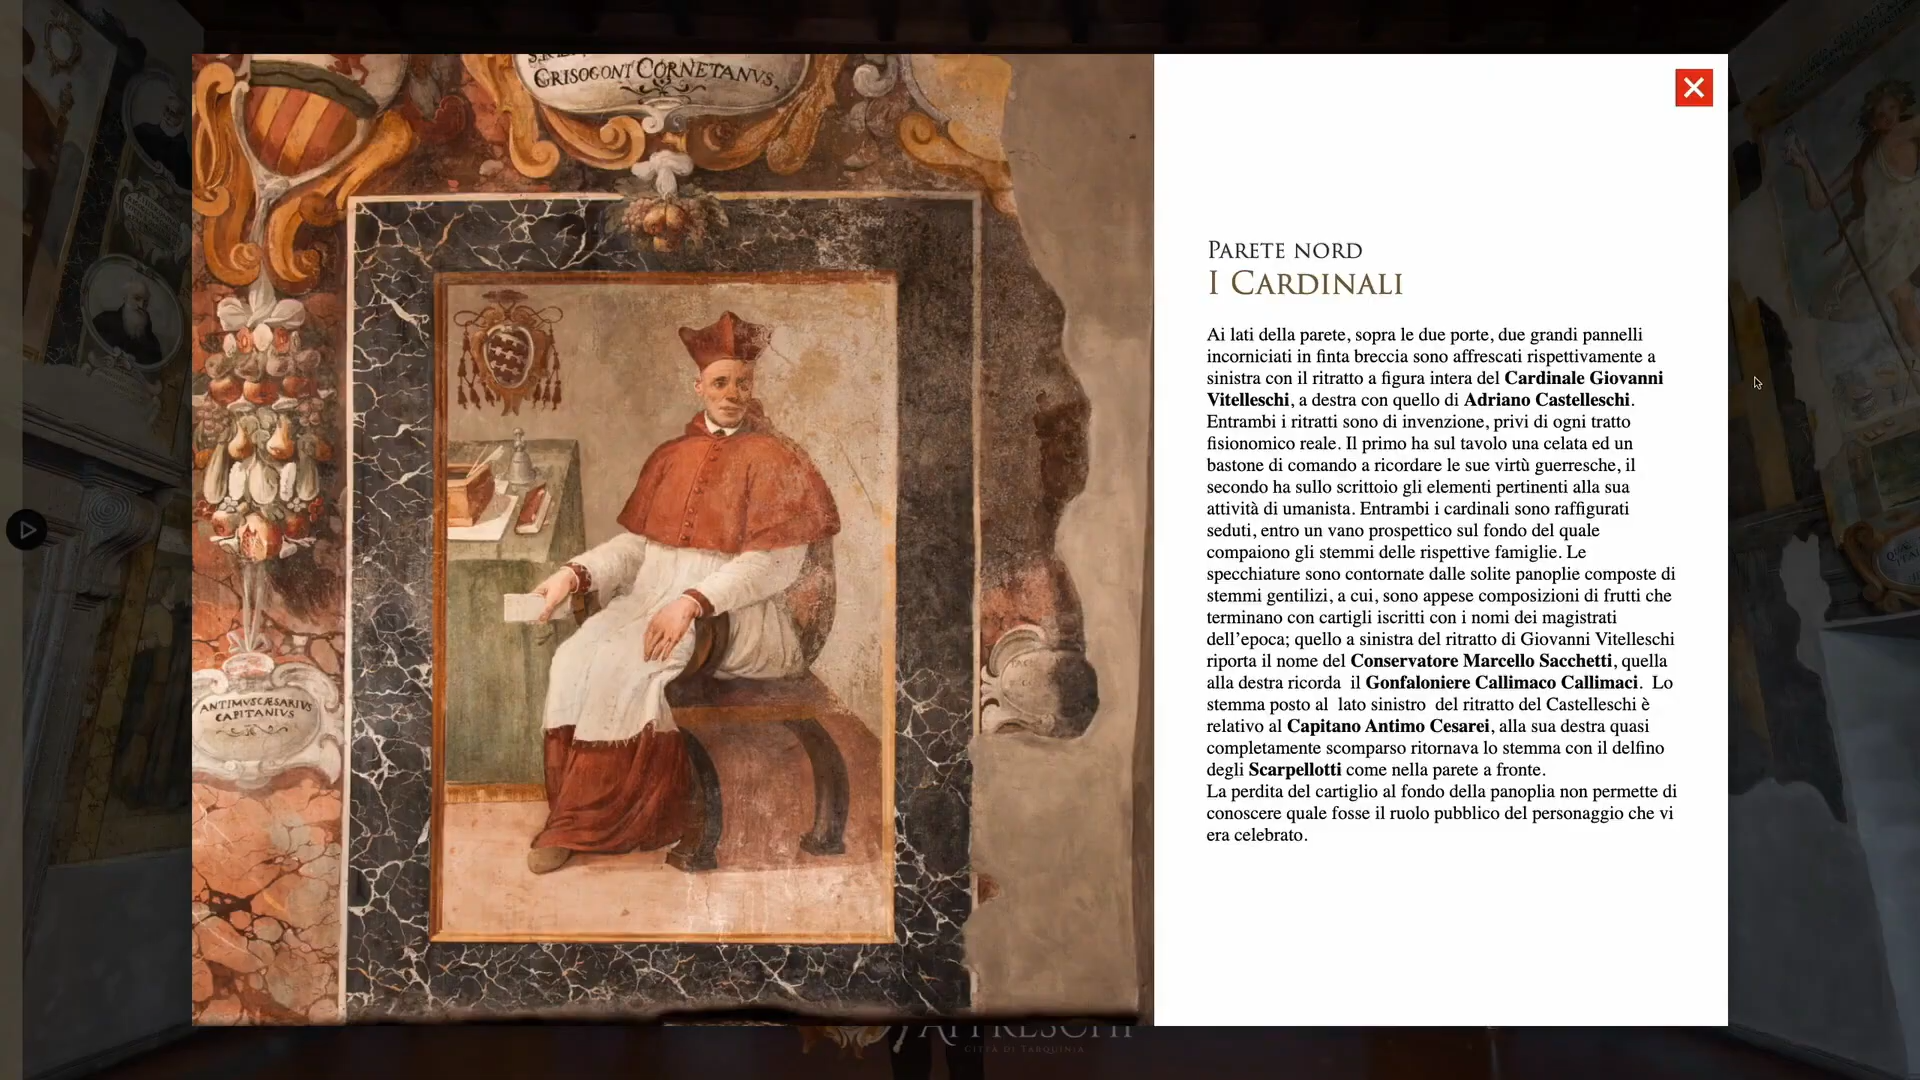 GRISOGONI CORNETANVS,
ANTIMVS CÆSARIVS
CAPITANIVS
PARETE NORD
I CARDINALI
Ai lati della parete, sopra le due porte, due grandi pannelli
incorniciati in finta breccia sono affrescati rispettivamente a
sinistra con il ritratto a figura intera del Cardinale Giovanni
Vitelleschi, a destra con quello di Adriano Castelleschi.
Entrambi i ritratti sono di invenzione, privi di ogni tratto
fisionomico reale. Il primo ha sul tavolo una celata ed un
bastone di comando a ricordare le sue virtù guerresche, il
secondo ha sullo scrittoio gli elementi pertinenti alla sua
attività di umanista. Entrambi i cardinali sono raffigurati
seduti, entro un vano prospettico sul fondo del quale
compaiono gli stemmi delle rispettive famiglie. Le
specchiature sono contornate dalle solite panoplie composte di
stemmi gentilizi, a cui, sono appese composizioni di frutti che
terminano con cartigli iscritti con i nomi dei magistrati
dell’epoca; quello a sinistra del ritratto di Giovanni Vitelleschi
riporta il nome del Conservatore Marcello Sacchetti, quella
alla destra ricorda il Gonfaloniere Callimaco Callimaci. Lo
stemma posto al lato sinistro del ritratto del Castelleschi è
relativo al Capitano Antimo Cesarei, alla sua destra quasi
completamente scomparso ritornava lo stemma con il delfino
degli Scarpellotti come nella parete a fronte.
La perdita del cartiglio al fondo della panoplia non permette di
conoscere quale fosse il ruolo pubblico del personaggio che vi
era celebrato.
AFFRESCHI
CITTÀ DI TARQUINIA